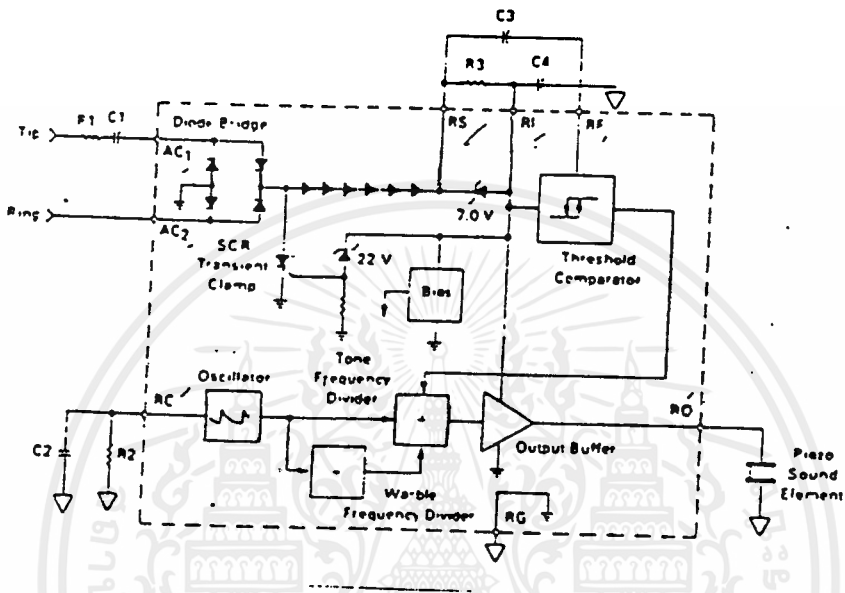 C3
R3
C4
RS
RI
RF
R1
C1
Diode Bridge
Tip
AC1
Ring
AC2
7.0 V
SCR
Transient
Clamp
22 V
Bias
Threshold
Comparator
Tone
Frequency
Divider
Oscillator
RC
RO
C2
R2
÷
÷
Output Buffer
Piezo
Sound
Element
Warble
Frequency Divider
RG